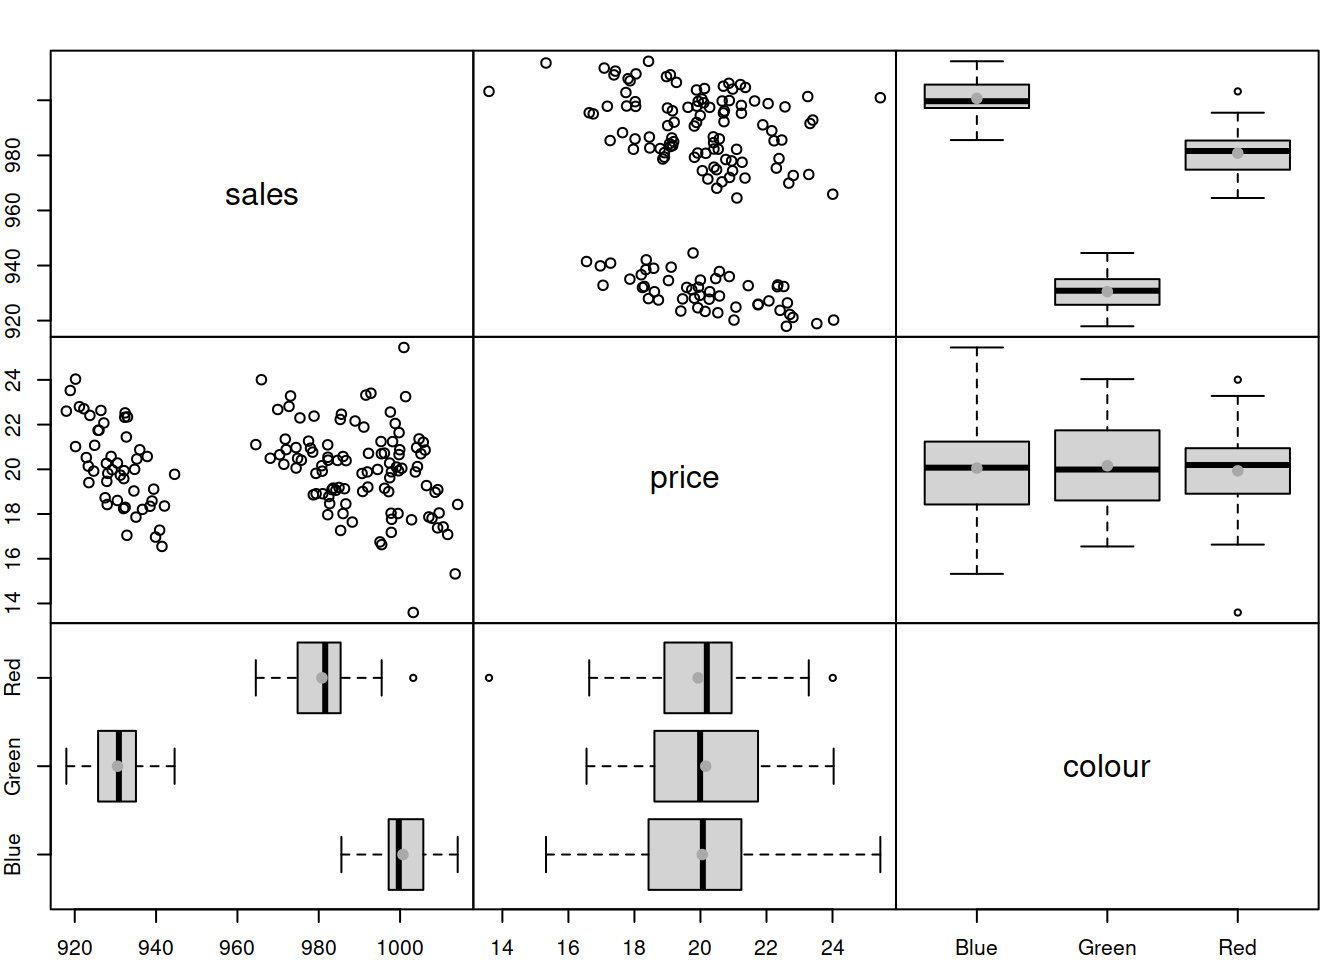 980
960
940
920
sales
24
22
20
18
16
14
price
Red
Green
Blue
colour
920 940 960 980 1000
14 16 18 20 22 24
Blue Green Red